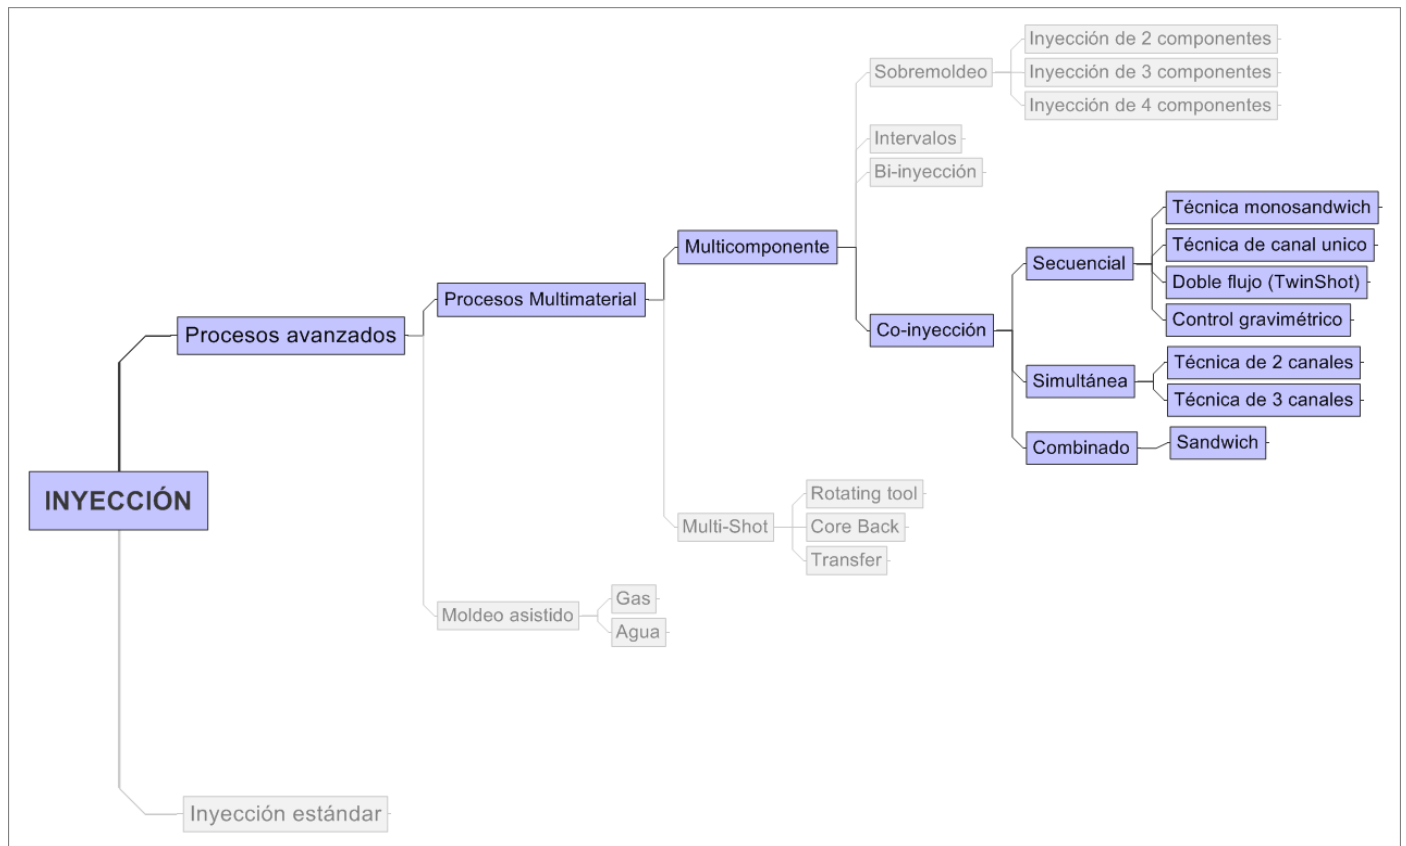 Inyección de 2 componentes
Sobremoldeo
Inyección de 3 componentes
Inyección de 4 componentes
Intervalos
Bi-inyección
Técnica monosandwich
Multicomponente
Técnica de canal unico
Secuencial
Doble flujo (TwinShot)
Procesos Multimaterial
Control gravimétrico
Procesos avanzados
Co-inyección
Técnica de 2 canales
Simultánea
Técnica de 3 canales
Combinado
Sandwich
INYECCIÓN
Rotating tool
Multi-Shot
Core Back
Transfer
Gas
Moldeo asistido
Agua
Inyección estándar